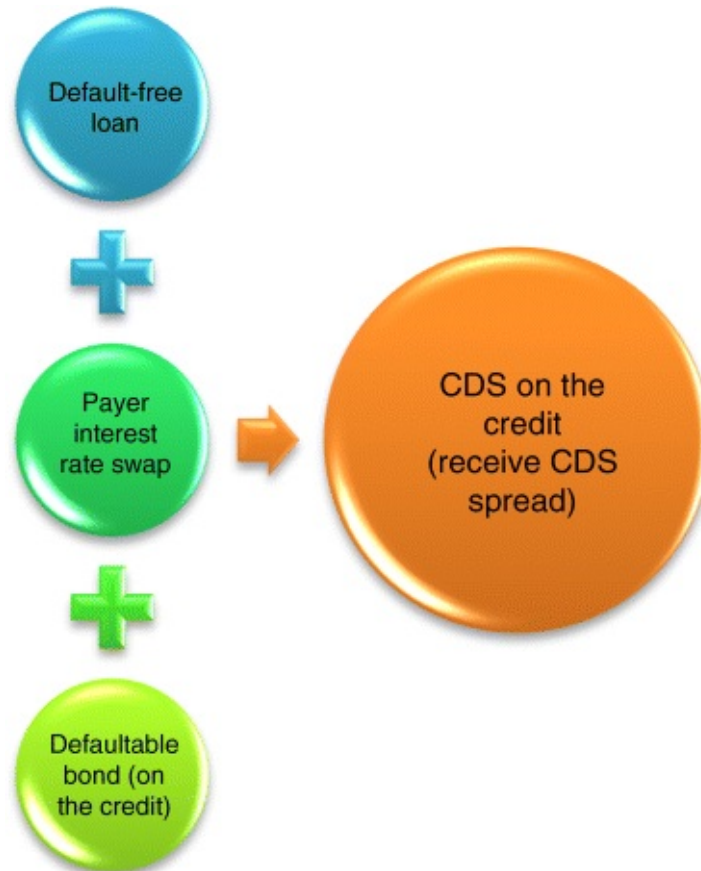 Default-free
loan
Payer
interest
rate swap
Defaultable
bond (on
the credit)
CDS on the
credit
(receive CDS
spread)